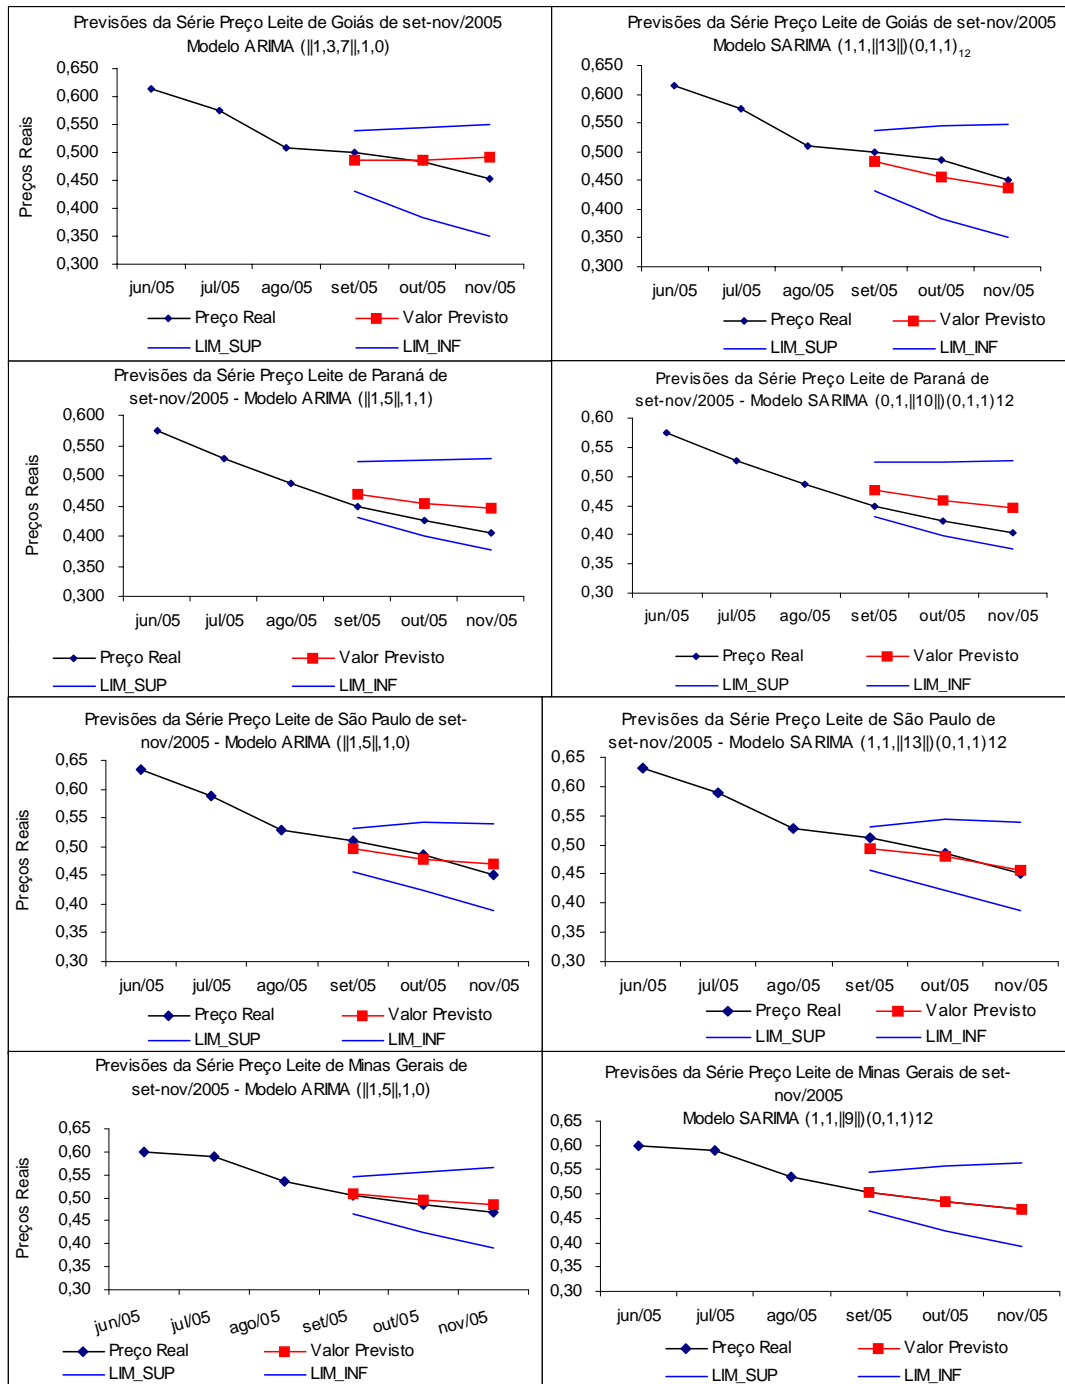 Previsões da Série Preço Leite de Goiás de set-nov/2005
Modelo ARIMA (||1,3,7||,1,0)
0,650
0,600
0,550
0,500
0,450
0,400
0,350
0,300
Preços Reais
jun/05 jul/05 ago/05 set/05 out/05 nov/05
Preço Real Valor Previsto
LIM_SUP LIM_INF
Previsões da Série Preço Leite de Goiás de set-nov/2005
Modelo SARIMA (1,1,||13||)(0,1,1)12
0,650
0,600
0,550
0,500
0,450
0,400
0,350
0,300
jun/05 jul/05 ago/05 set/05 out/05 nov/05
Preço Real Valor Previsto
LIM_SUP LIM_INF
Previsões da Série Preço Leite de Paraná de
set-nov/2005 - Modelo ARIMA (||1,5||,1,1)
0,600
0,550
0,500
0,450
0,400
0,350
0,300
Preços Reais
jun/05 jul/05 ago/05 set/05 out/05 nov/05
Preço Real Valor Previsto
LIM_SUP LIM_INF
Previsões da Série Preço Leite de Paraná de
set-nov/2005 - Modelo SARIMA (0,1,||10||)(0,1,1)12
0,60
0,55
0,50
0,45
0,40
0,35
0,30
jun/05 jul/05 ago/05 set/05 out/05 nov/05
Preço Real Valor Previsto
LIM_SUP LIM_INF
Previsões da Série Preço Leite de São Paulo de set-
nov/2005 - Modelo ARIMA (||1,5||,1,0)
0,65
0,60
0,55
0,50
0,45
0,40
0,35
0,30
Preços Reais
jun/05 jul/05 ago/05 set/05 out/05 nov/05
Preço Real Valor Previsto
LIM_SUP LIM_INF
Previsões da Série Preço Leite de São Paulo de
set-nov/2005 - Modelo SARIMA (1,1,||13||)(0,1,1)12
0,65
0,60
0,55
0,50
0,45
0,40
0,35
0,30
jun/05 jul/05 ago/05 set/05 out/05 nov/05
Preço Real Valor Previsto
LIM_SUP LIM_INF
Previsões da Série Preço Leite de Minas Gerais de
set-nov/2005 - Modelo ARIMA (||1,5||,1,0)
0,65
0,60
0,55
0,50
0,45
0,40
0,35
0,30
Preços Reais
jun/05 jul/05 ago/05 set/05 out/05 nov/05
Preço Real Valor Previsto
LIM_SUP LIM_INF
Previsões da Série Preço Leite de Minas Gerais de set-
nov/2005
Modelo SARIMA (1,1,||9||)(0,1,1)12
0,65
0,60
0,55
0,50
0,45
0,40
0,35
0,30
jun/05 jul/05 ago/05 set/05 out/05 nov/05
Preço Real Valor Previsto
LIM_SUP LIM_INF